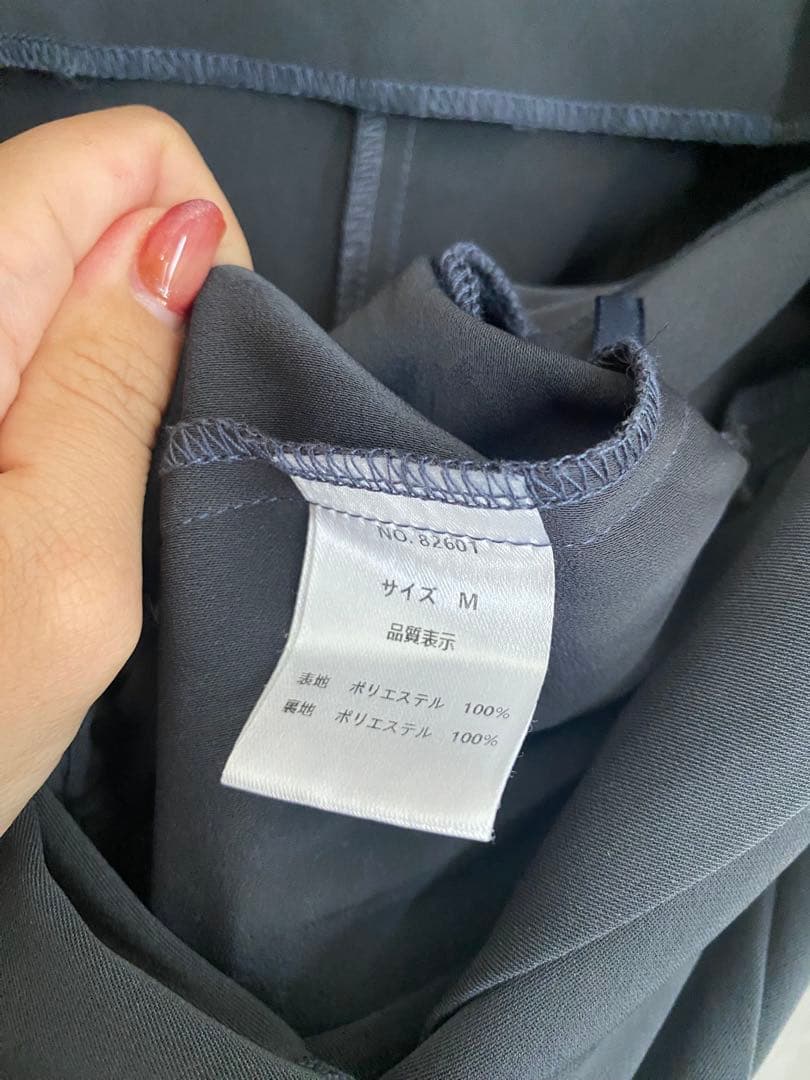 NO. 82601
サイズ M
品質表示
表地 ポリエステル 100%
裏地 ポリエステル 100%